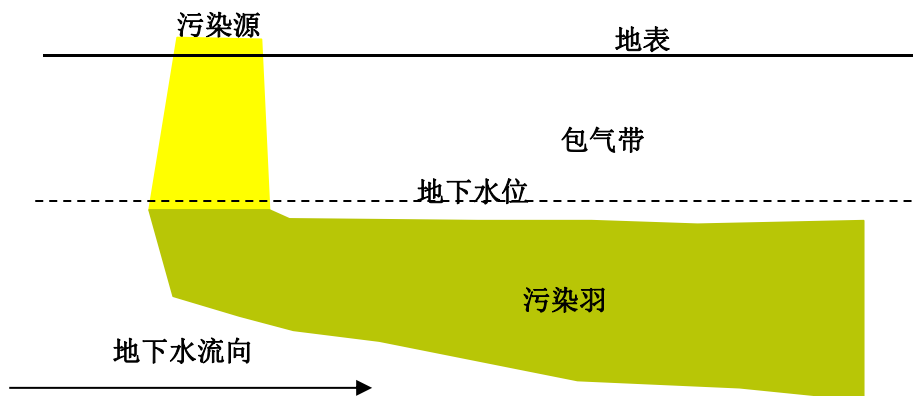 污染源
地表
包气带
地下水位
污染羽
地下水流向